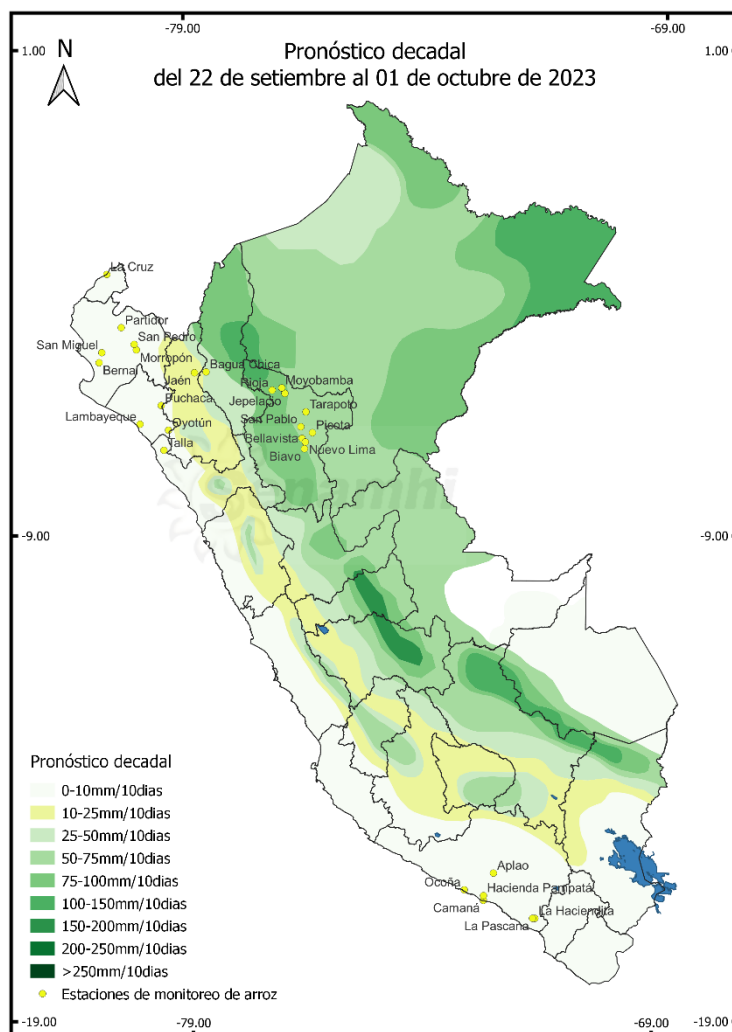 -79.00
-69.00
1.00
1.00
N
Pronóstico decadal
del 22 de setiembre al 01 de octubre de 2023
La Cruz
Partidor
San Pedro
San Miguel
Morropón
Bernal
Bagua Chica
Jaén
Rioja
Moyobamba
Jepelacio
Puchaca
Tarapoto
Lambayeque
San Pablo
Oyotún
Picota
Talla
Bellavista
Nuevo Lima
Biavo
senamhi
-9.00
-9.00
Pronóstico decadal
0-10mm/10dias
10-25mm/10dias
25-50mm/10dias
50-75mm/10dias
75-100mm/10dias
100-150mm/10dias
150-200mm/10dias
200-250mm/10dias
>250mm/10dias
Estaciones de monitoreo de arroz
Aplao
Ocoña
Hacienda Pampatá
Camaná
La Haciendita
La Pascana
-19.00
-19.00
-79.00
-69.00